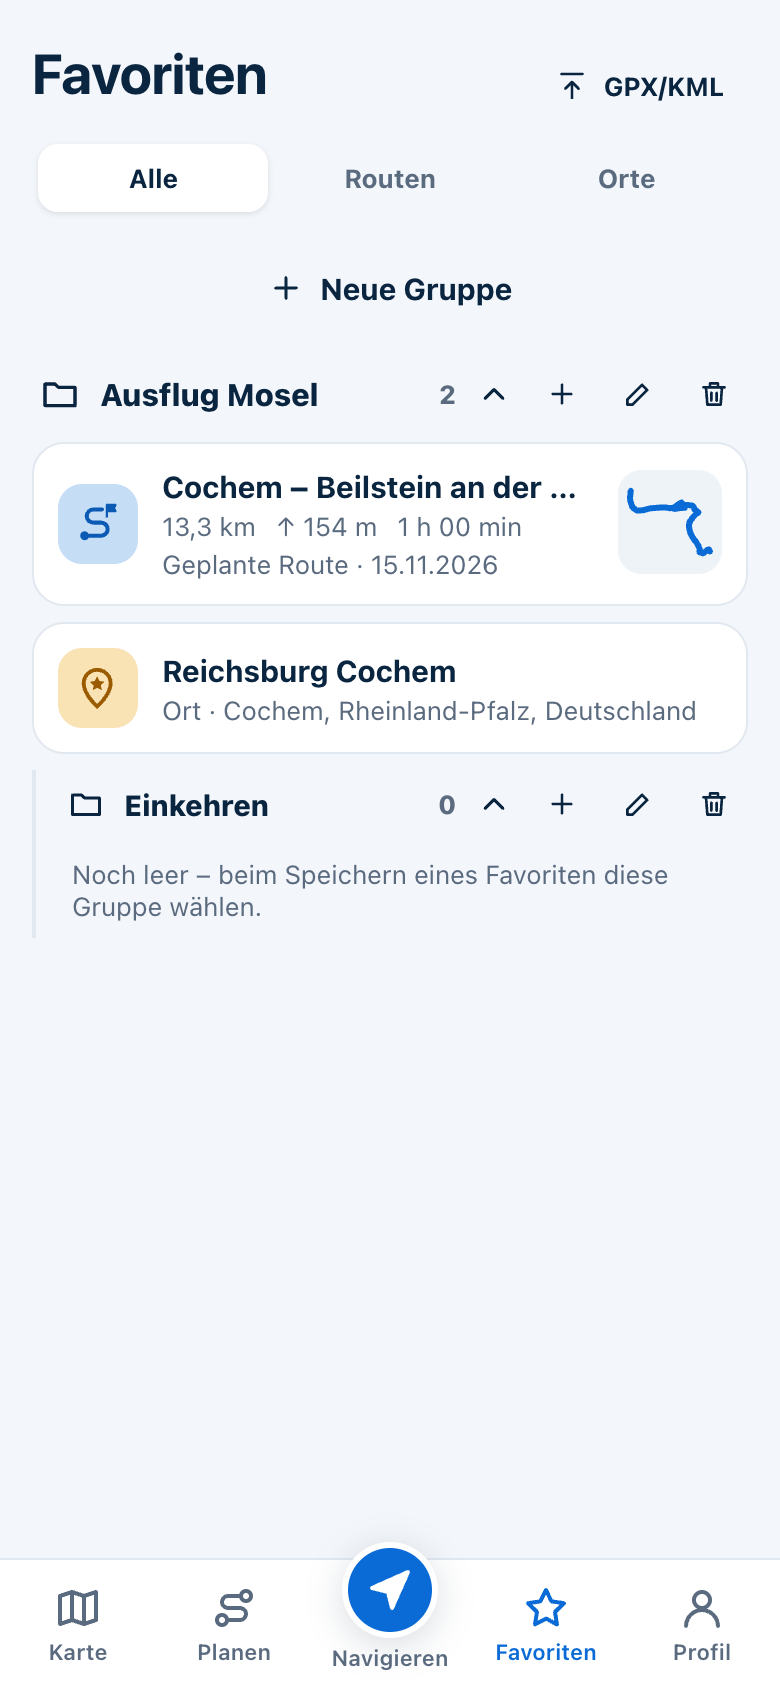 Favoriten
GPX/KML
Alle
Routen
Orte
Neue Gruppe
Ausflug Mosel
2
Cochem – Beilstein an der ...
13,3 km ↑ 154 m 1 h 00 min
Geplante Route · 15.11.2026
Reichsburg Cochem
Ort · Cochem, Rheinland-Pfalz, Deutschland
Einkehren
0
Noch leer – beim Speichern eines Favoriten diese
Gruppe wählen.
Karte
Planen
Navigieren
Favoriten
Profil